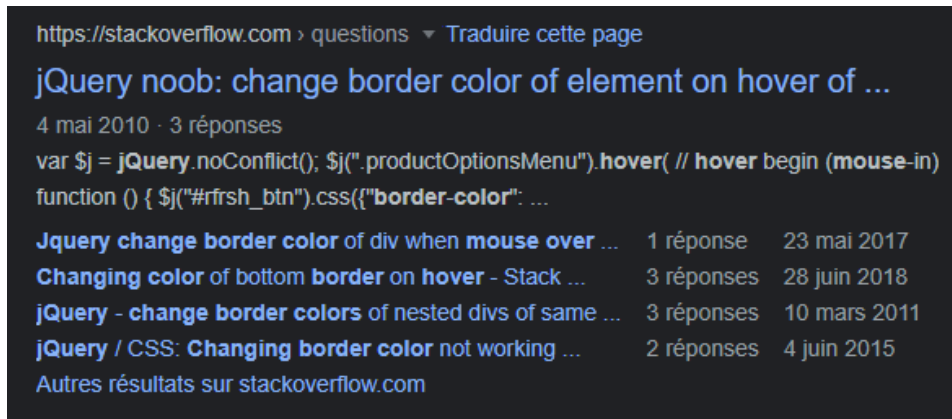 https://stackoverflow.com › questions ▾ Traduire cette page
jQuery noob: change border color of element on hover of ...
4 mai 2010 · 3 réponses
var $j = jQuery.noConflict(); $j(".productOptionsMenu").hover( // hover begin (mouse-in)
function () { $j("#rfrsh_btn").css({"border-color": ...
Jquery change border color of div when mouse over ... 1 réponse 23 mai 2017
Changing color of bottom border on hover - Stack ... 3 réponses 28 juin 2018
jQuery - change border colors of nested divs of same ... 3 réponses 10 mars 2011
jQuery / CSS: Changing border color not working ... 2 réponses 4 juin 2015
Autres résultats sur stackoverflow.com